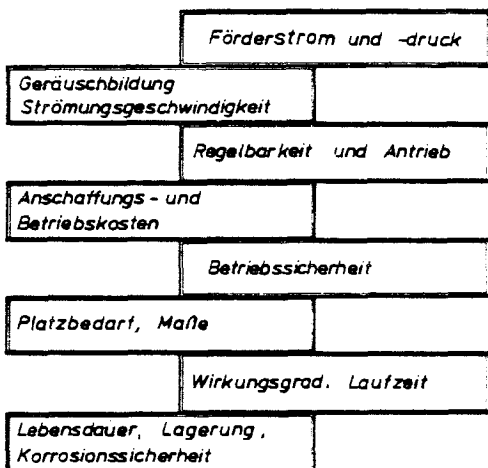 Förderstrom und -druck
Geräuschbildung
Strömungsgeschwindigkeit
Regelbarkeit und Antrieb
Anschaffungs- und
Betriebskosten
Betriebssicherheit
Platzbedarf, Maße
Wirkungsgrad. Laufzeit
Lebensdauer, Lagerung,
Korrosionssicherheit